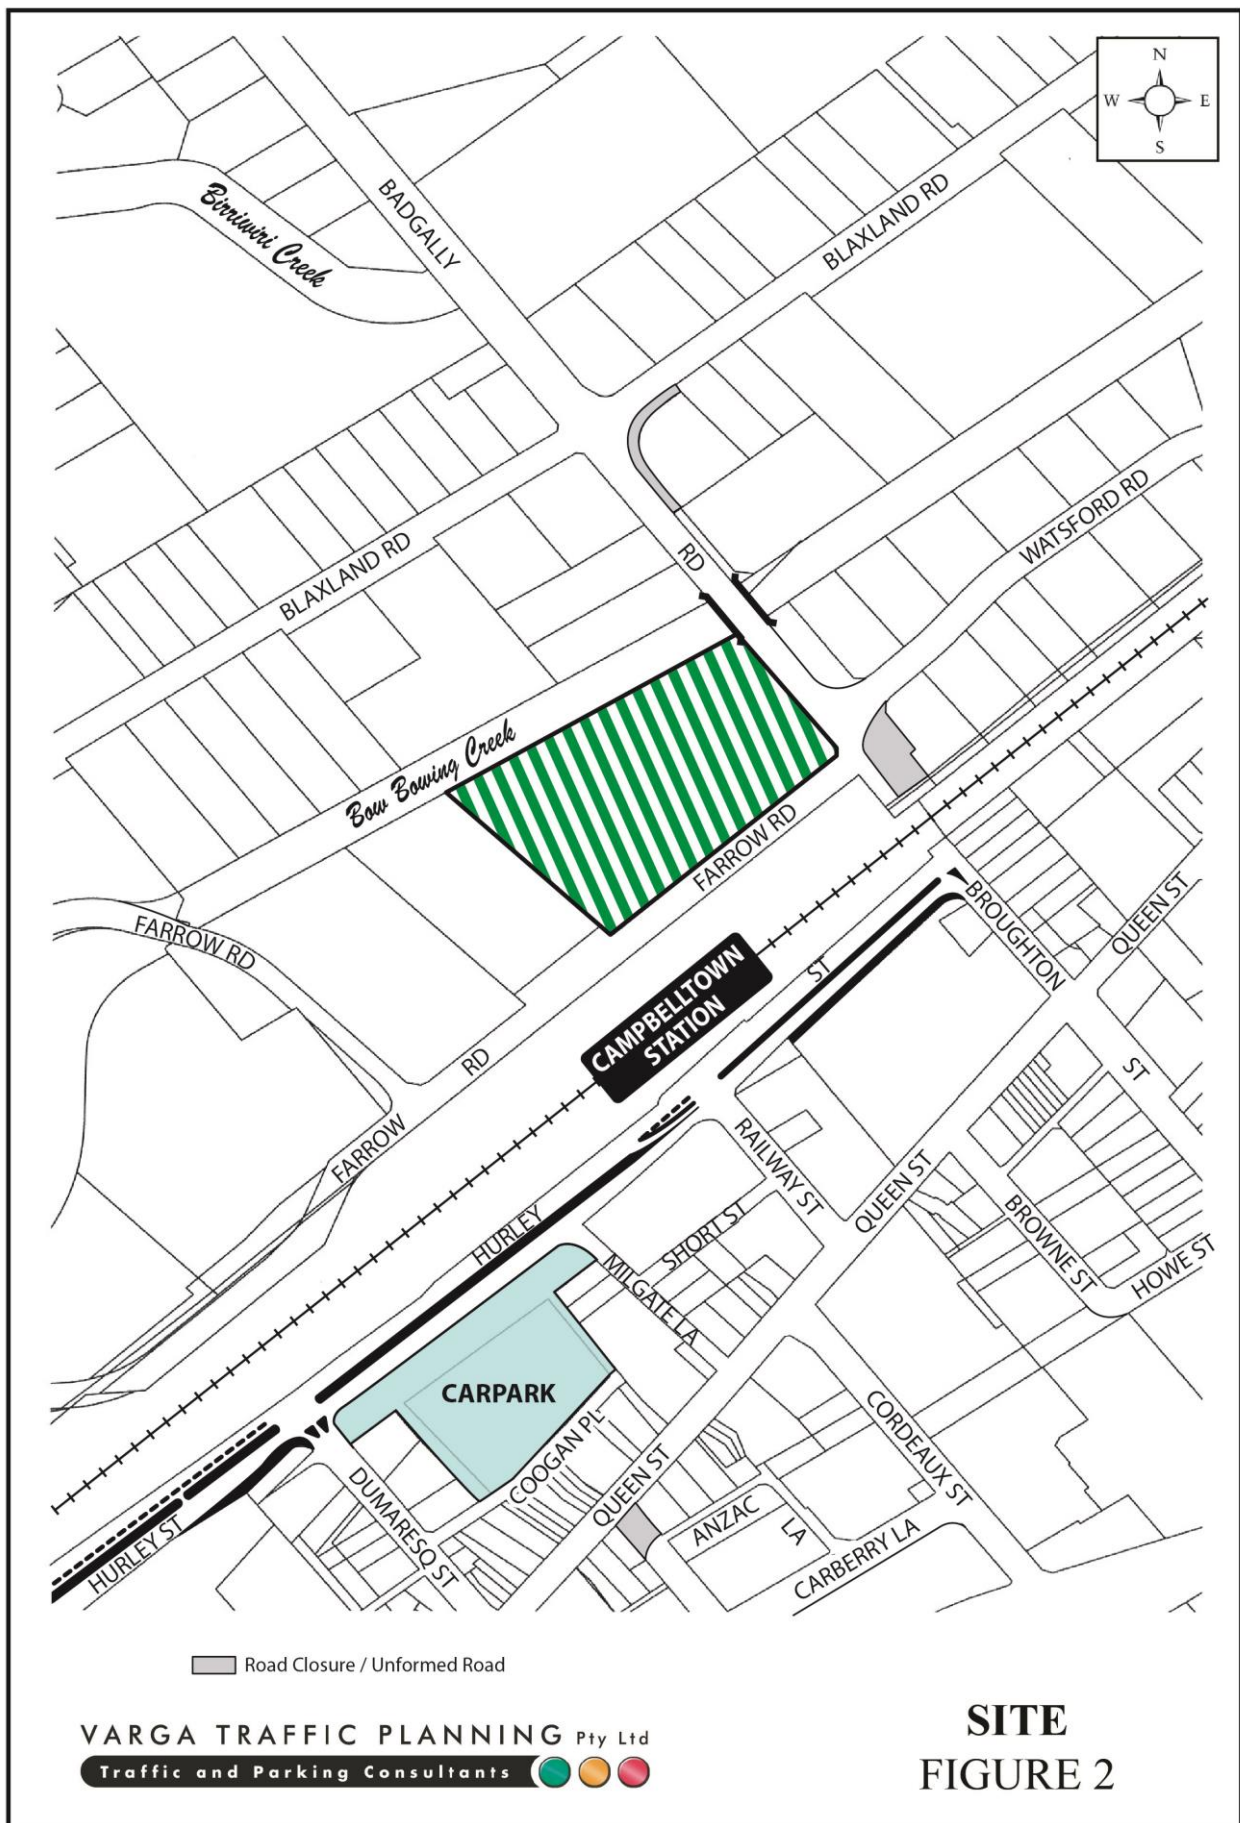 N
W E
S
BADGALLY
BLAXLAND RD
Birriwiri Creek
WATSFORD RD
RD
BLAXLAND RD
Bow Bowing Creek
FARROW RD
QUEEN ST
BROUGHTON
FARROW RD
ST
CAMPBELLTOWN
STATION
RD
ST
FARROW
RAILWAY ST
QUEEN ST
HURLEY
SHORT ST
BROWNE ST
HOWE ST
MILGATE LA
CARPARK
CORDEAUX ST
COOGAN PL
QUEEN ST
ANZAC
LA
DUMARESQ ST
HURLEY ST
CARBERRY LA
Road Closure / Unformed Road
VARGA TRAFFIC PLANNING Pty Ltd
Traffic and Parking Consultants
SITE
FIGURE 2